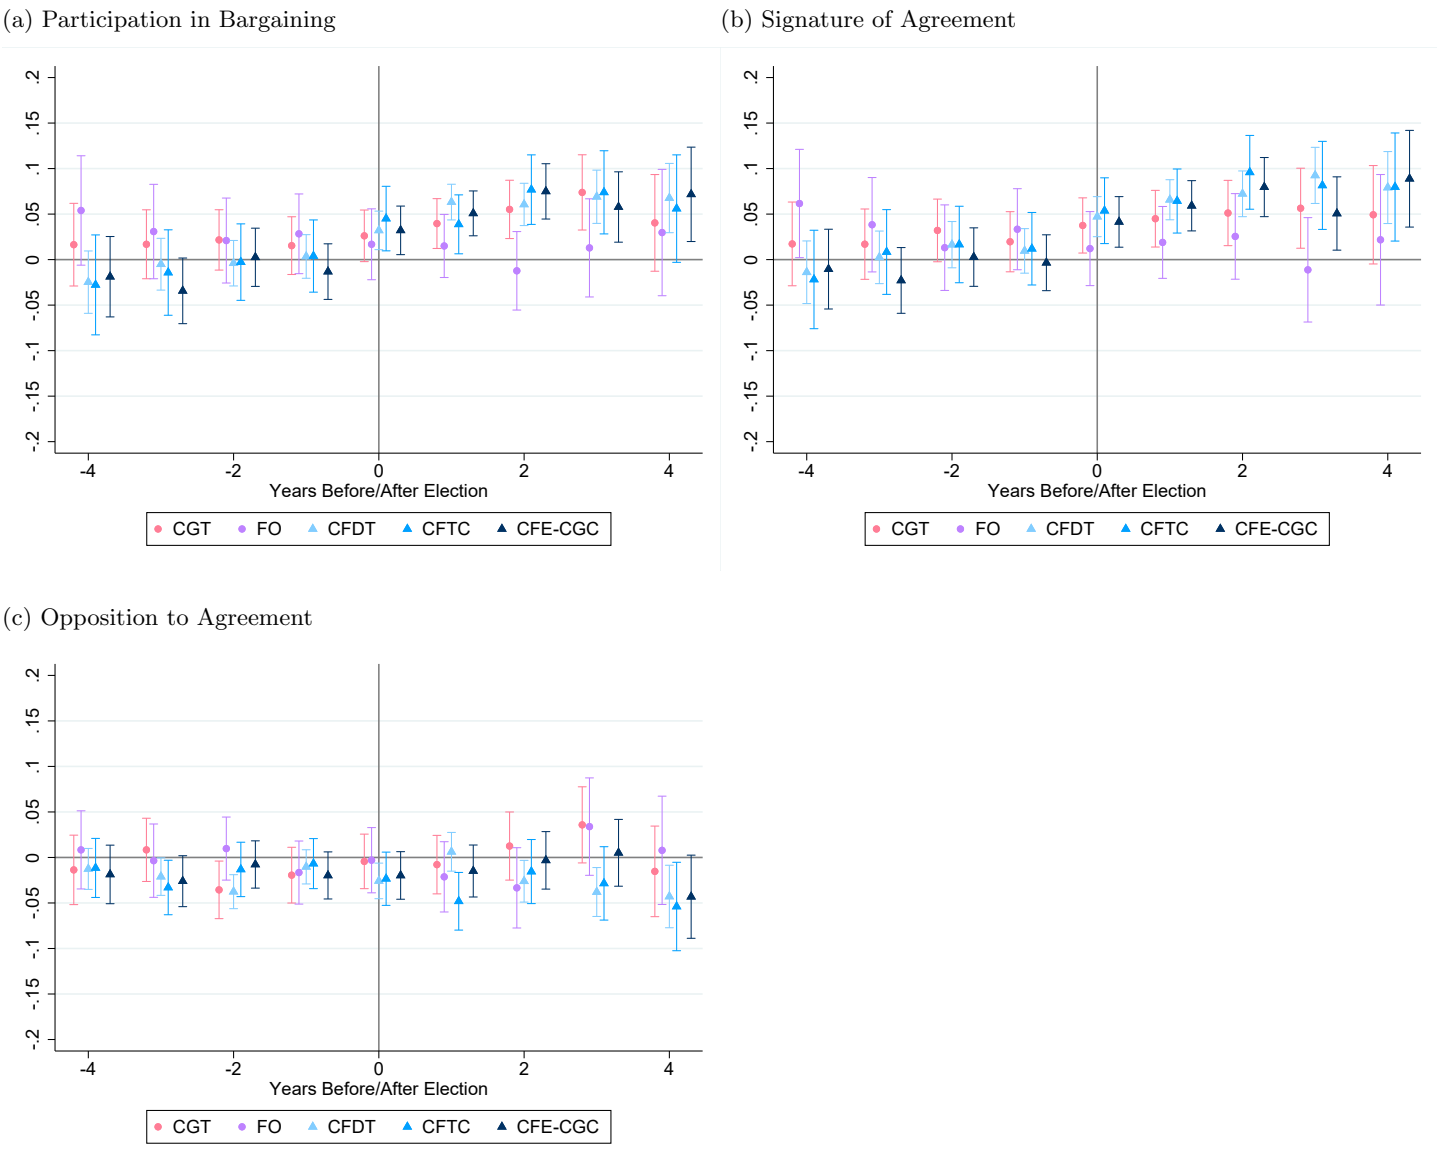 (a) Participation in Bargaining
.2
.15
.1
.05
0
-.05
-.1
-.15
-.2
-4 -2 0 2 4
Years Before/After Election
CGT FO CFDT CFTC CFE-CGC
(b) Signature of Agreement
.2
.15
.1
.05
0
-.05
-.1
-.15
-.2
-4 -2 0 2 4
Years Before/After Election
CGT FO CFDT CFTC CFE-CGC
(c) Opposition to Agreement
.2
.15
.1
.05
0
-.05
-.1
-.15
-.2
-4 -2 0 2 4
Years Before/After Election
CGT FO CFDT CFTC CFE-CGC